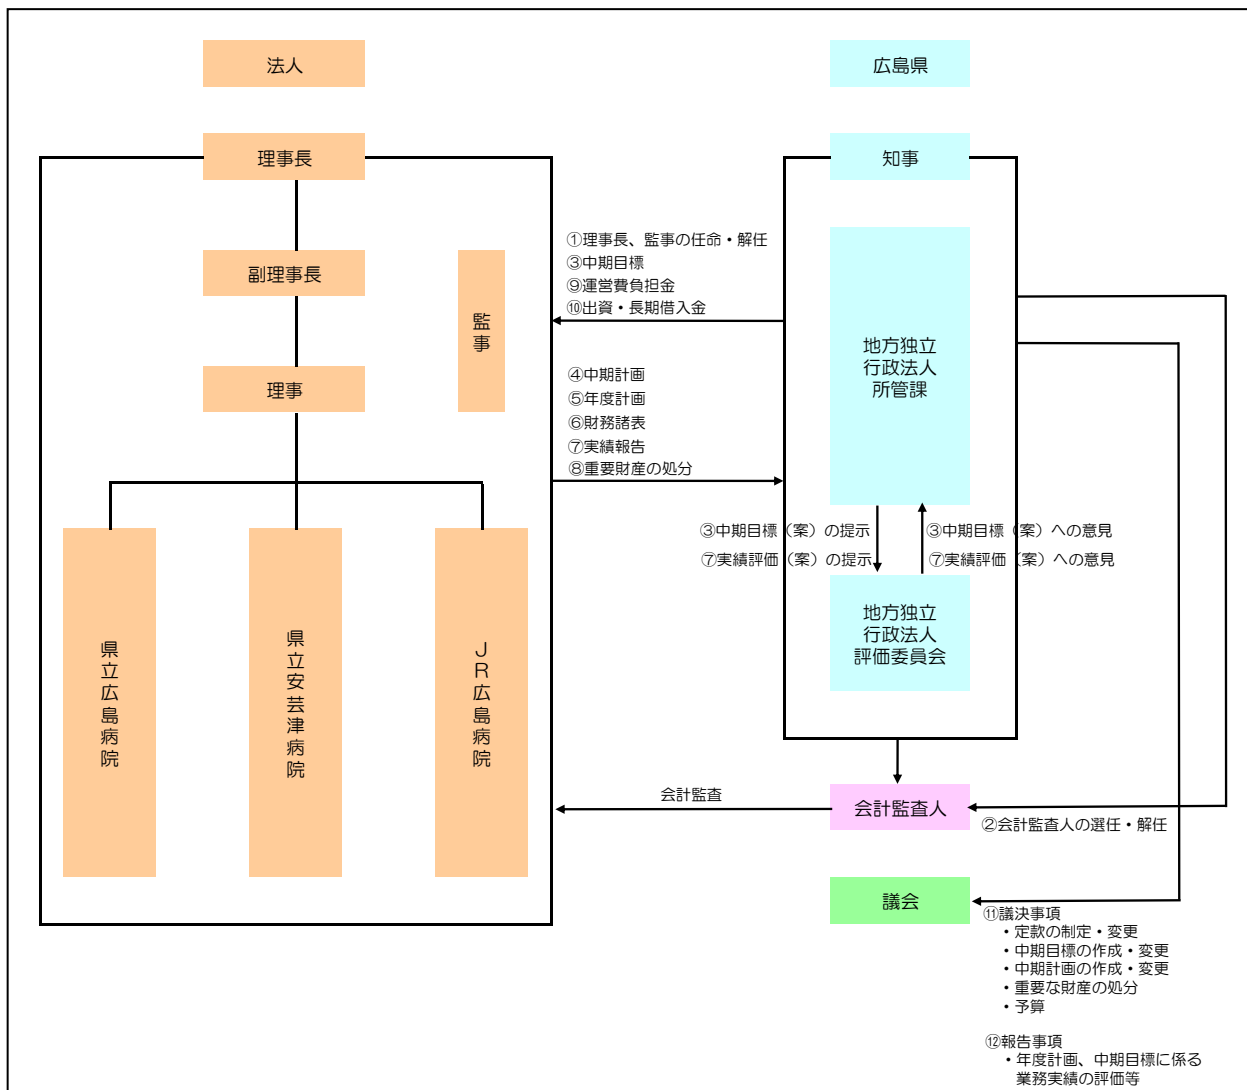 法人
広島県
理事長
知事
副理事長
監事
理事
①理事長、監事の任命・解任
③中期目標
⑨運営費負担金
⑩出資・長期借入金
④中期計画
⑤年度計画
⑥財務諸表
⑦実績報告
⑧重要財産の処分
地方独立
行政法人
所管課
③中期目標（案）の提示
⑦実績評価（案）の提示
③中期目標（案）への意見
⑦実績評価（案）への意見
地方独立
行政法人
評価委員会
県立広島病院
県立安芸津病院
ＪＲ広島病院
会計監査
会計監査人
②会計監査人の選任・解任
議会
⑪議決事項
・定款の制定・変更
・中期目標の作成・変更
・中期計画の作成・変更
・重要な財産の処分
・予算
⑫報告事項
・年度計画、中期目標に係る
業務実績の評価等